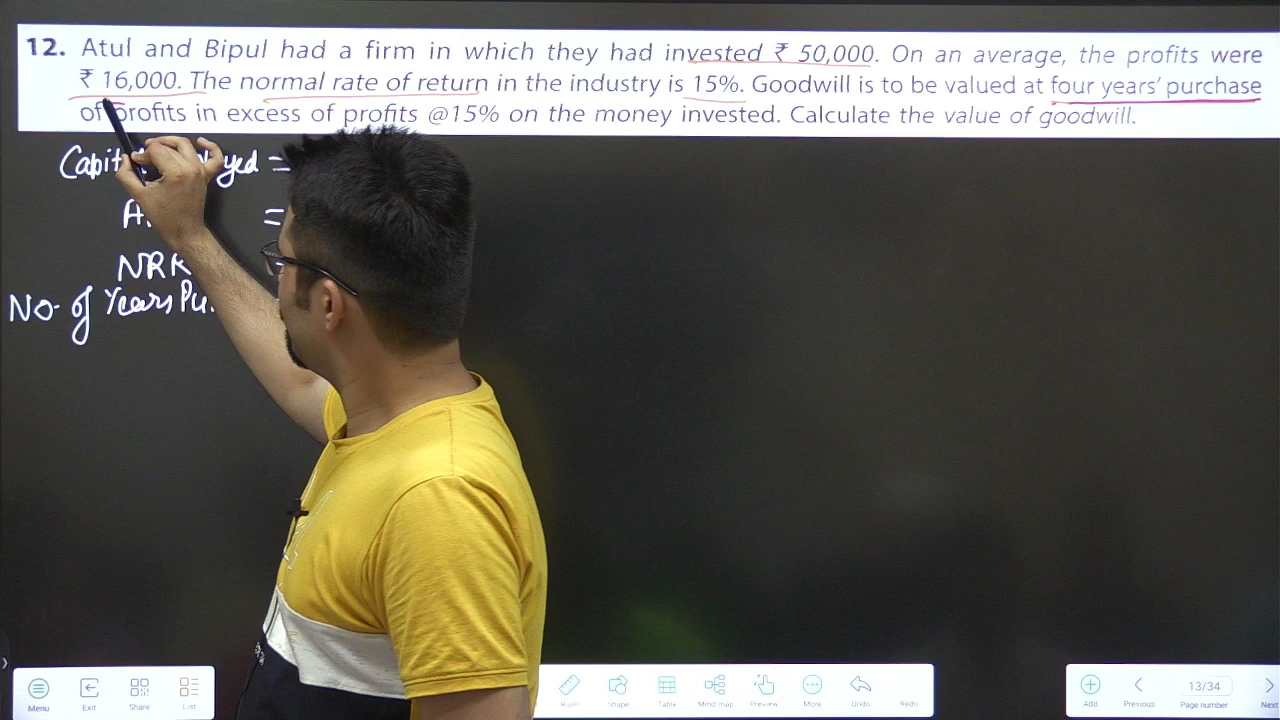 12. Atul and Bipul had a firm in which they had invested ₹ 50,000. On an average, the profits were
₹ 16,000. The normal rate of return in the industry is 15%. Goodwill is to be valued at four years' purchase
of profits in excess of profits @15% on the money invested. Calculate the value of goodwill.
=
=
No. of Years
Menu
Exit
Share
List
Ruler
Shape
Table
Mind map
Preview
More
Undo
Redo
Add
Previous
13/34
Page number
Next